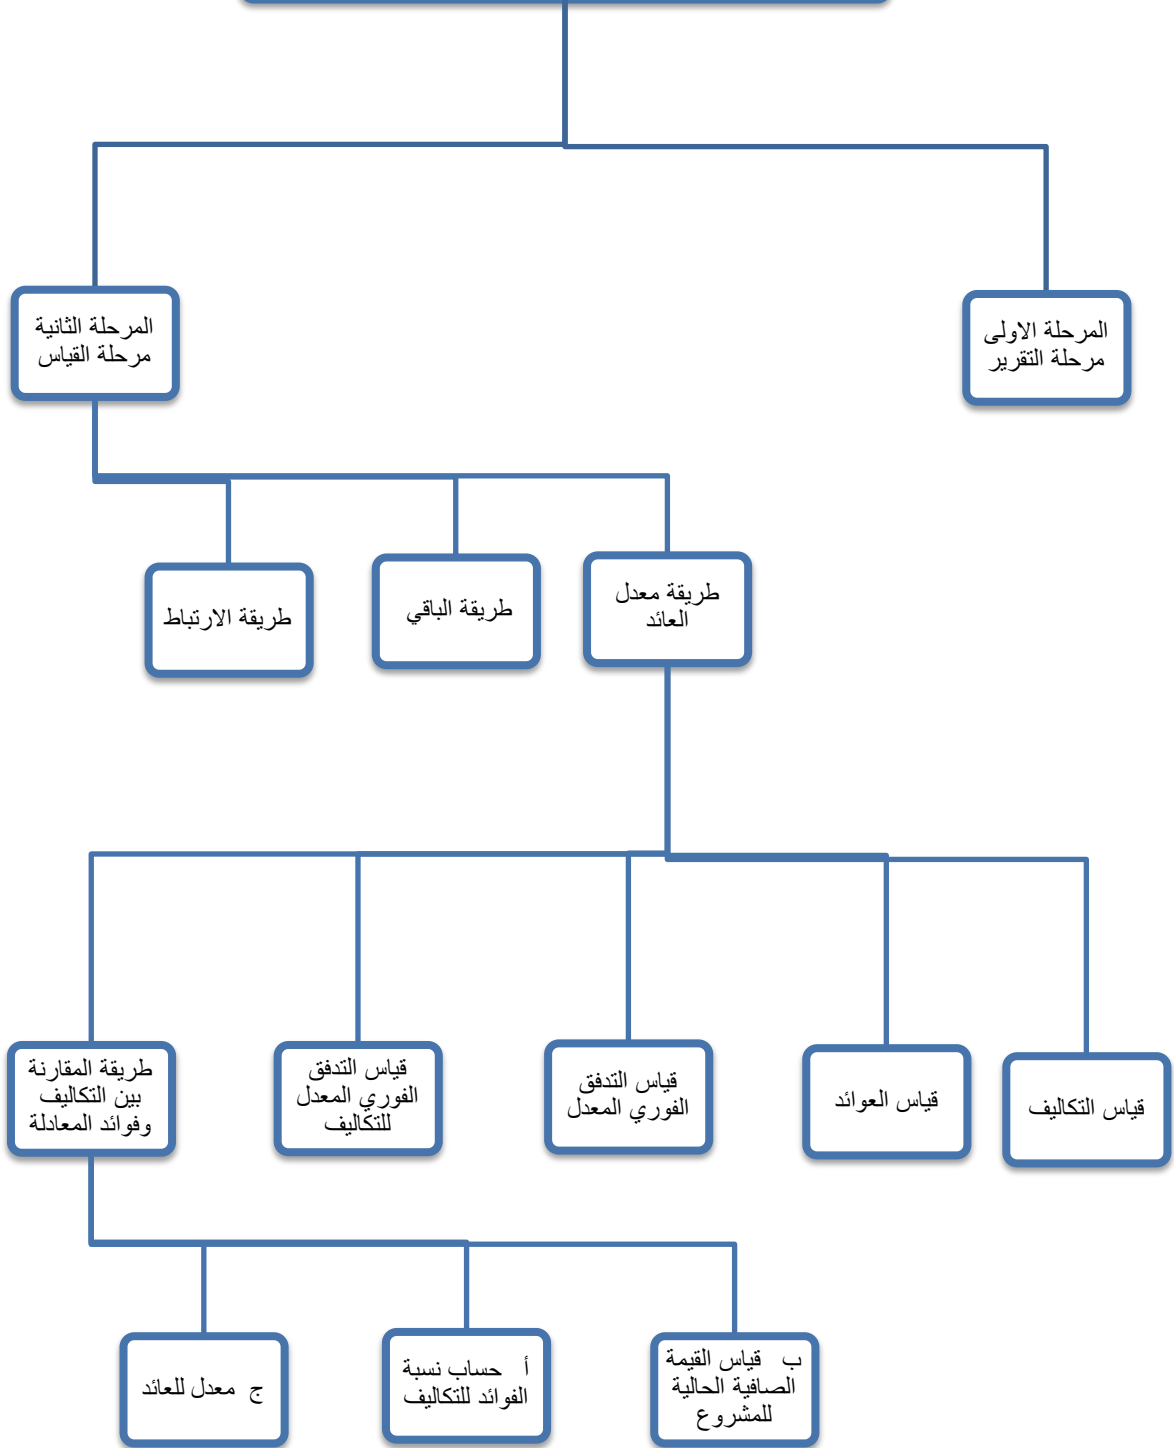 المرحلة الاولى
مرحلة التقرير
المرحلة الثانية
مرحلة القياس
طريقة معدل
العائد
طريقة الباقي
طريقة الارتباط
قياس التكاليف
قياس العوائد
قياس التدفق
الفوري المعدل
قياس التدفق
الفوري المعدل
للتكاليف
طريقة المقارنة
بين التكاليف
وفوائد المعادلة
ب قياس القيمة
الصافية الحالية
للمشروع
أ حساب نسبة
الفوائد للتكاليف
ج معدل للعائد